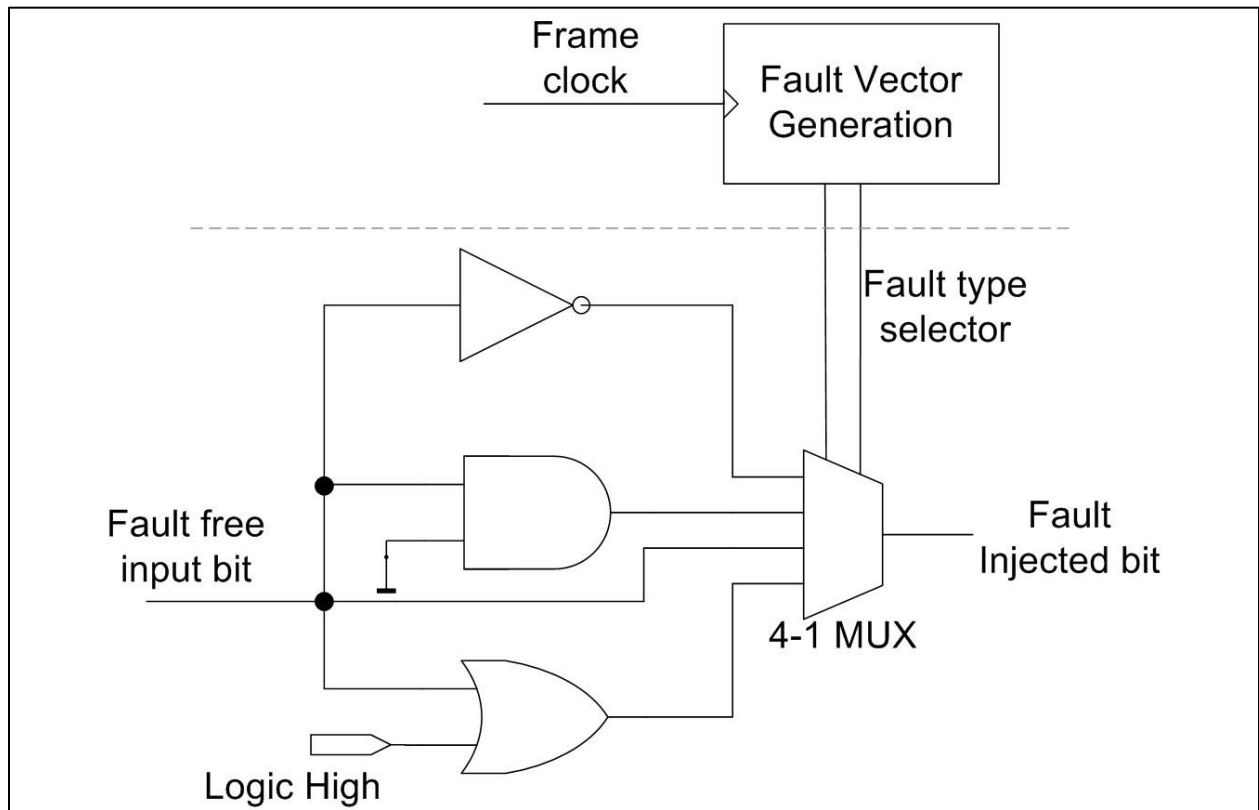 Frame
clock
Fault Vector
Generation
Fault type
selector
Fault free
input bit
Fault
Injected bit
4-1 MUX
Logic High